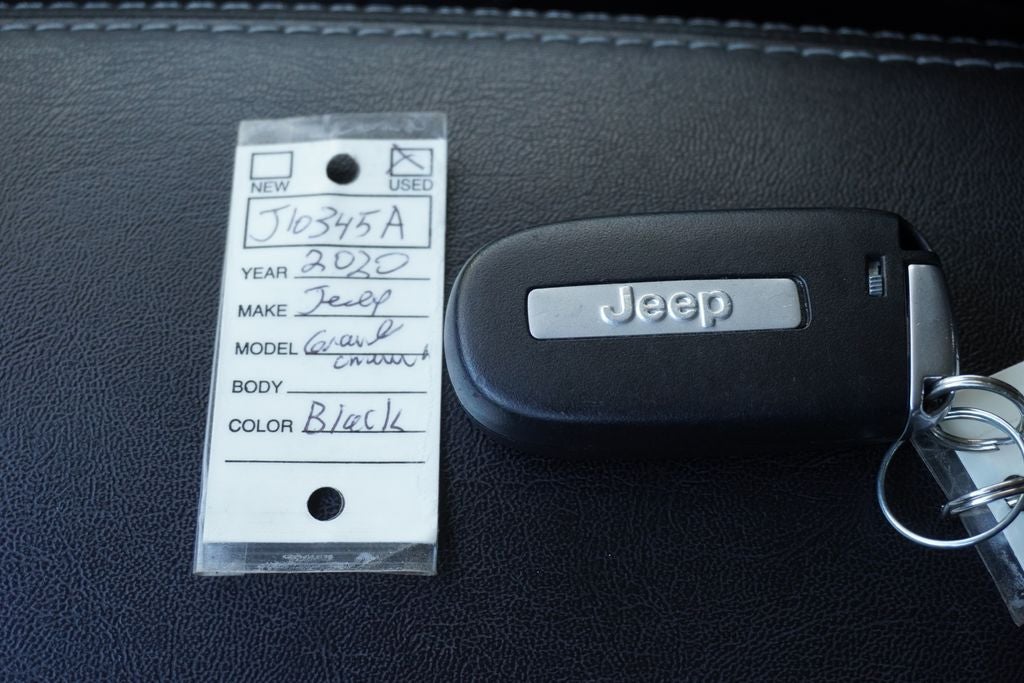 NEW USED
J10345A
YEAR 2020
MAKE Jeep
MODEL Grand
BODY
COLOR Black
Jeep